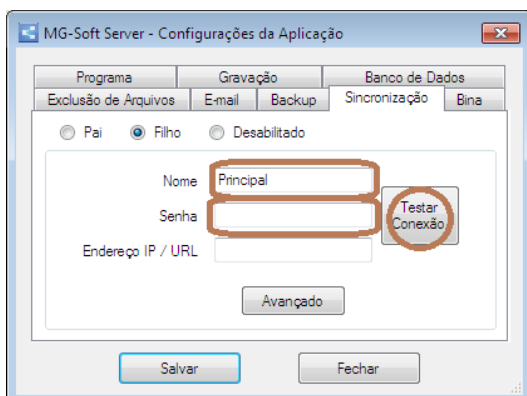 MG-Soft Server - Configurações da Aplicação
Programa Gravação Banco de Dados
Exclusão de Arquivos E-mail Backup Sincronização Bina
Pai Filho Desabilitado
Nome Principal
Senha
Testar
Conexão
Endereço IP / URL
Avançado
Salvar Fechar